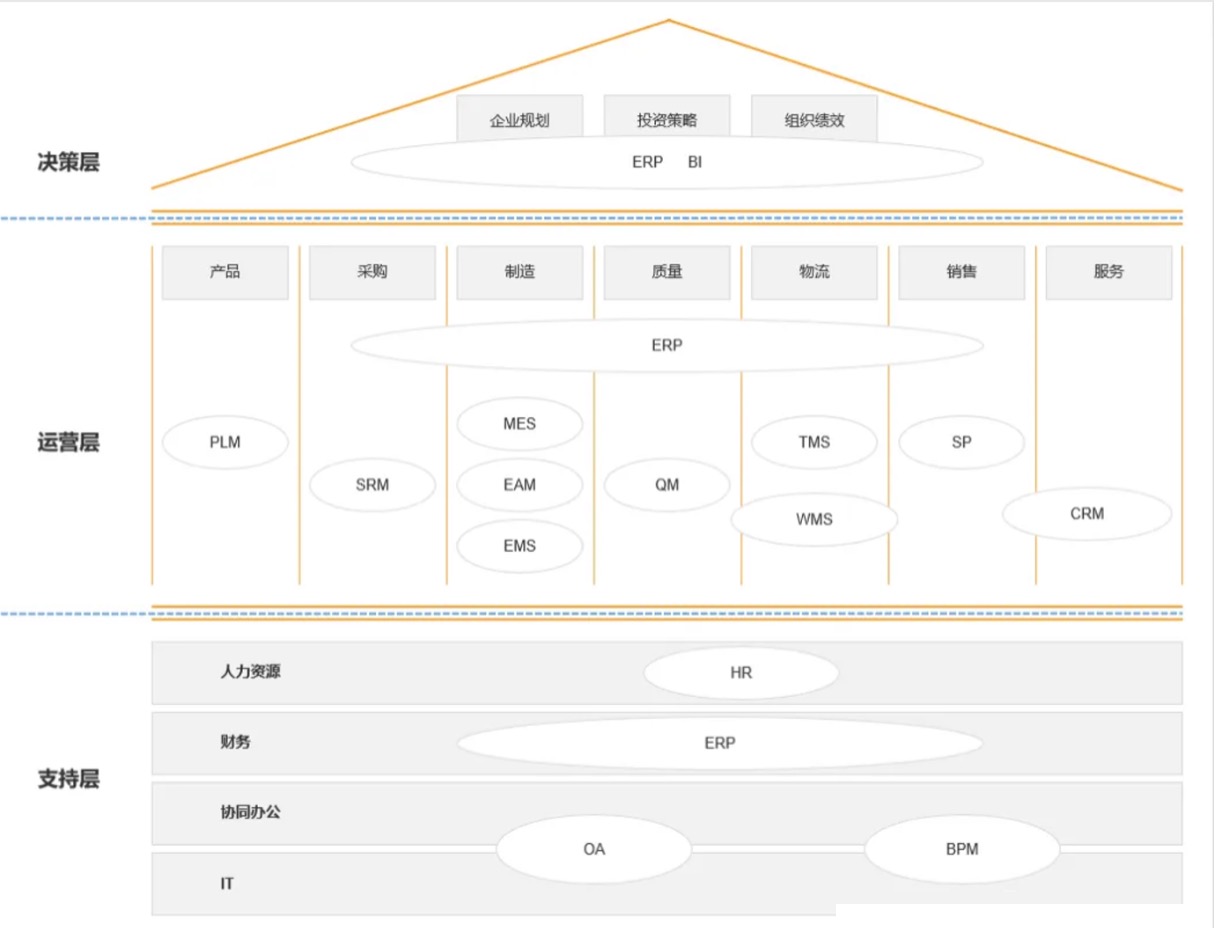 企业规划 投资策略 组织绩效
决策层
ERP BI
产品 采购 制造 质量 物流 销售 服务
ERP
MES
运营层
PLM
TMS
SP
SRM
EAM
QM
CRM
WMS
EMS
人力资源
HR
财务
ERP
支持层
协同办公
OA
BPM
IT